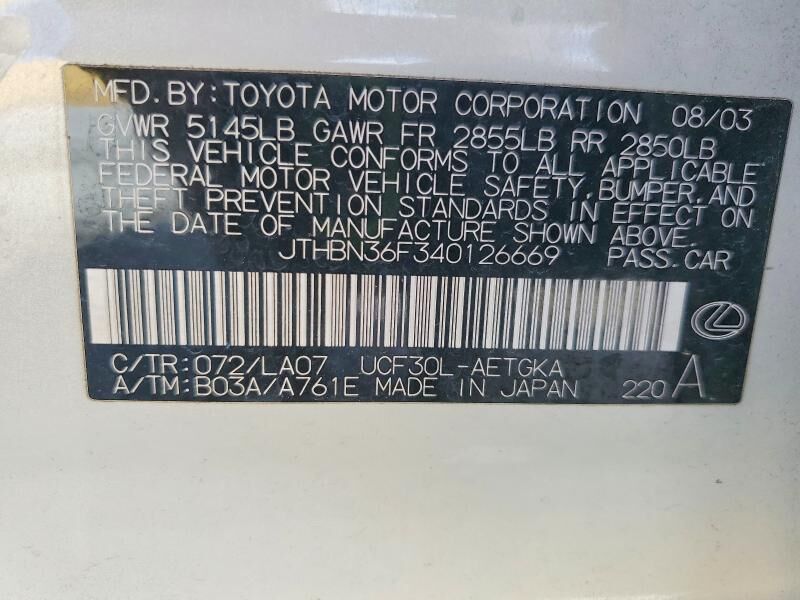 MFD. BY: TOYOTA MOTOR CORPORATION 08/03
GVWR 5145LB GAWR FR 2855LB RR 2850LB
THIS VEHICLE CONFORMS TO ALL APPLICABLE
FEDERAL MOTOR VEHICLE SAFETY, BUMPER, AND
THEFT PREVENTION STANDARDS IN EFFECT ON
THE DATE OF MANUFACTURE SHOWN ABOVE.
JTHBN36F340126669 PASS. CAR
C/TR: 072/LA07 UCF30L-AETGKA
A/TM: B03A/A761E MADE IN JAPAN 220 A